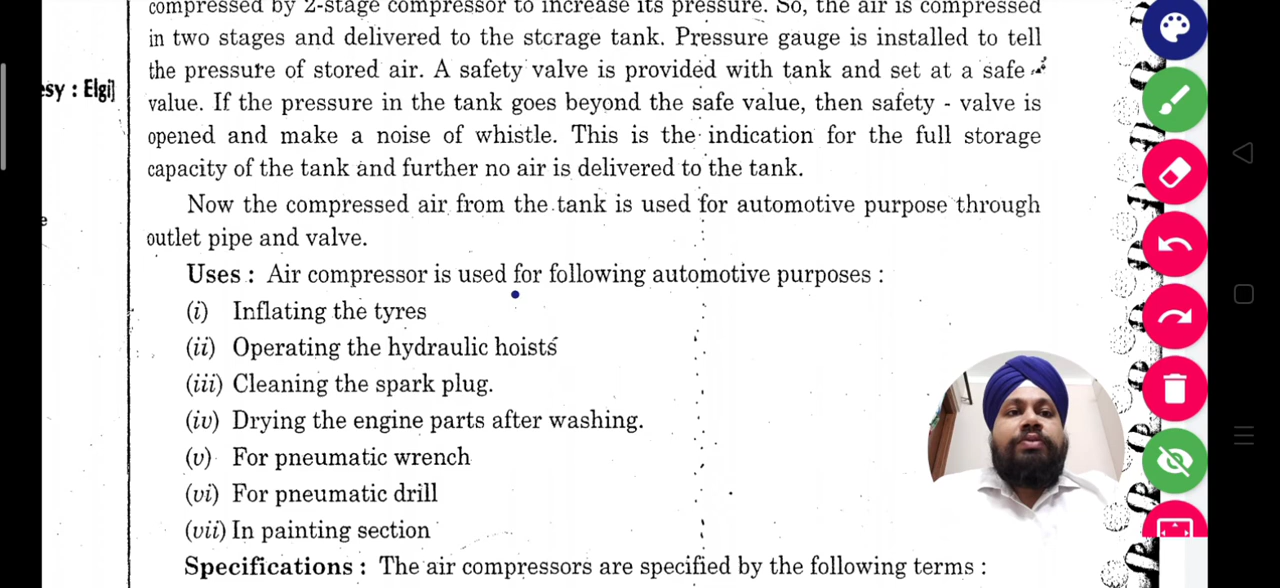 compressed by 2-stage compressor to increase its pressure. So, the air is compressed
in two stages and delivered to the storage tank. Pressure gauge is installed to tell
the pressure of stored air. A safety valve is provided with tank and set at a safe
value. If the pressure in the tank goes beyond the safe value, then safety - valve is
opened and make a noise of whistle. This is the indication for the full storage
capacity of the tank and further no air is delivered to the tank.
Now the compressed air from the tank is used for automotive purpose through
outlet pipe and valve.
Uses : Air compressor is used for following automotive purposes :
(i) Inflating the tyres
(ii) Operating the hydraulic hoists
(iii) Cleaning the spark plug.
(iv) Drying the engine parts after washing.
(v) For pneumatic wrench
(vi) For pneumatic drill
(vii) In painting section
Specifications : The air compressors are specified by the following terms :
esy : Elgi]
e